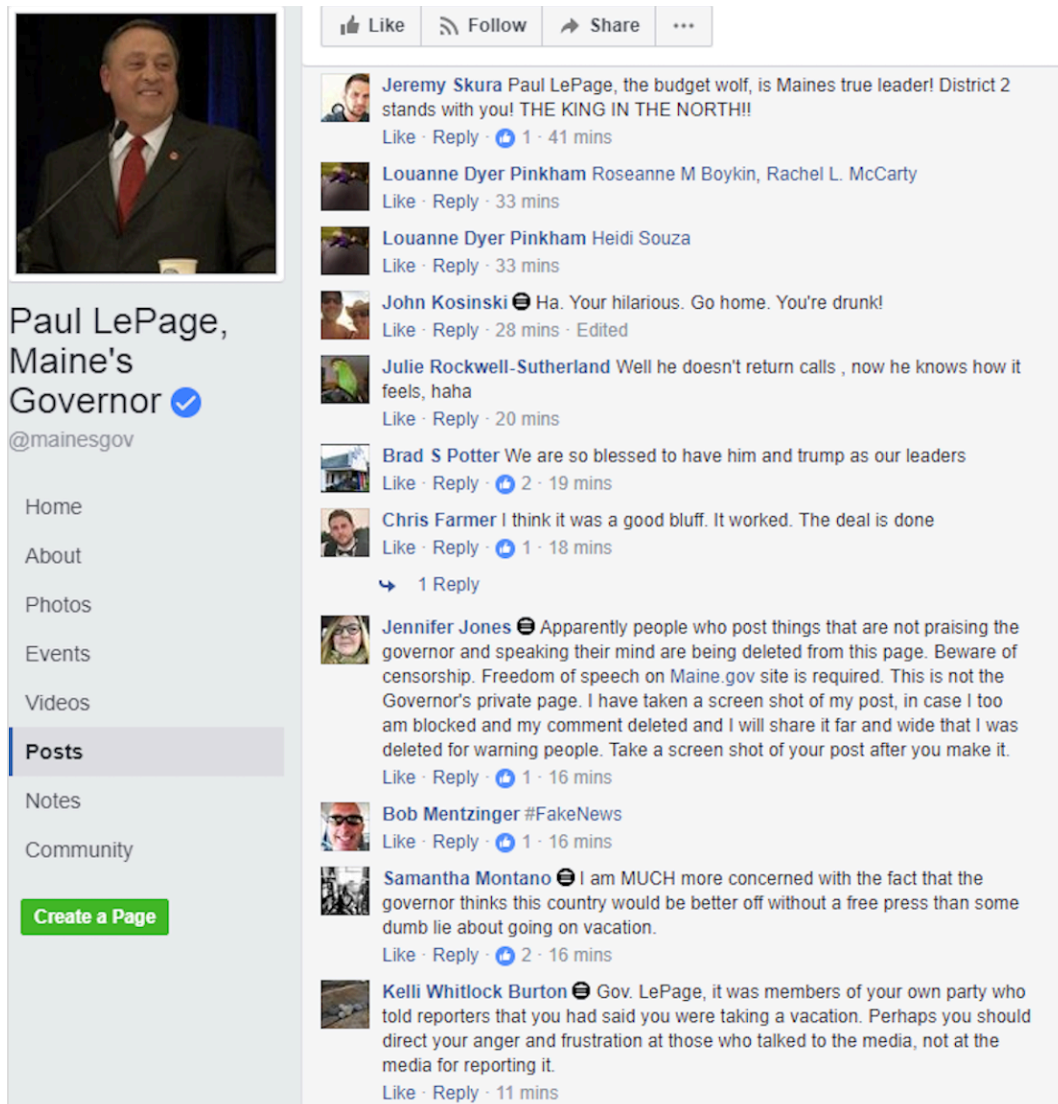 Like Follow Share ...
Paul LePage,
Maine's
Governor
@mainesgov
Home
About
Photos
Events
Videos
Posts
Notes
Community
Create a Page
Jeremy Skura Paul LePage, the budget wolf, is Maines true leader! District 2
stands with you! THE KING IN THE NORTH!!
Like · Reply · 1 · 41 mins
Louanne Dyer Pinkham Roseanne M Boykin, Rachel L. McCarty
Like · Reply · 33 mins
Louanne Dyer Pinkham Heidi Souza
Like · Reply · 33 mins
John Kosinski Ha. Your hilarious. Go home. You're drunk!
Like · Reply · 28 mins · Edited
Julie Rockwell-Sutherland Well he doesn't return calls , now he knows how it
feels, haha
Like · Reply · 20 mins
Brad S Potter We are so blessed to have him and trump as our leaders
Like · Reply · 2 · 19 mins
Chris Farmer I think it was a good bluff. It worked. The deal is done
Like · Reply · 1 · 18 mins
1 Reply
Jennifer Jones Apparently people who post things that are not praising the
governor and speaking their mind are being deleted from this page. Beware of
censorship. Freedom of speech on Maine.gov site is required. This is not the
Governor's private page. I have taken a screen shot of my post, in case I too
am blocked and my comment deleted and I will share it far and wide that I was
deleted for warning people. Take a screen shot of your post after you make it.
Like · Reply · 1 · 16 mins
Bob Mentzinger #FakeNews
Like · Reply · 1 · 16 mins
Samantha Montano I am MUCH more concerned with the fact that the
governor thinks this country would be better off without a free press than some
dumb lie about going on vacation.
Like · Reply · 2 · 16 mins
Kelli Whitlock Burton Gov. LePage, it was members of your own party who
told reporters that you had said you were taking a vacation. Perhaps you should
direct your anger and frustration at those who talked to the media, not at the
media for reporting it.
Like · Reply · 11 mins